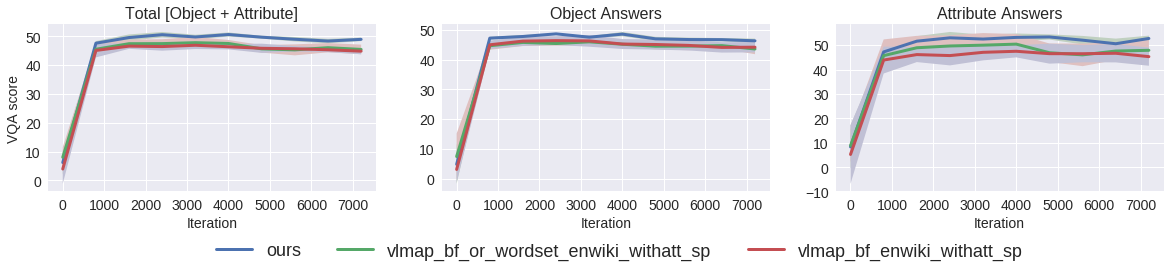 Total [Object + Attribute]
Object Answers
Attribute Answers
VQA score
50
40
30
20
10
0
0 1000 2000 3000 4000 5000 6000 7000
Iteration
50
40
30
20
10
0
0 1000 2000 3000 4000 5000 6000 7000
Iteration
50
40
30
20
10
0
−10
0 1000 2000 3000 4000 5000 6000 7000
Iteration
ours
vlmap_bf_or_wordset_enwiki_withatt_sp
vlmap_bf_enwiki_withatt_sp